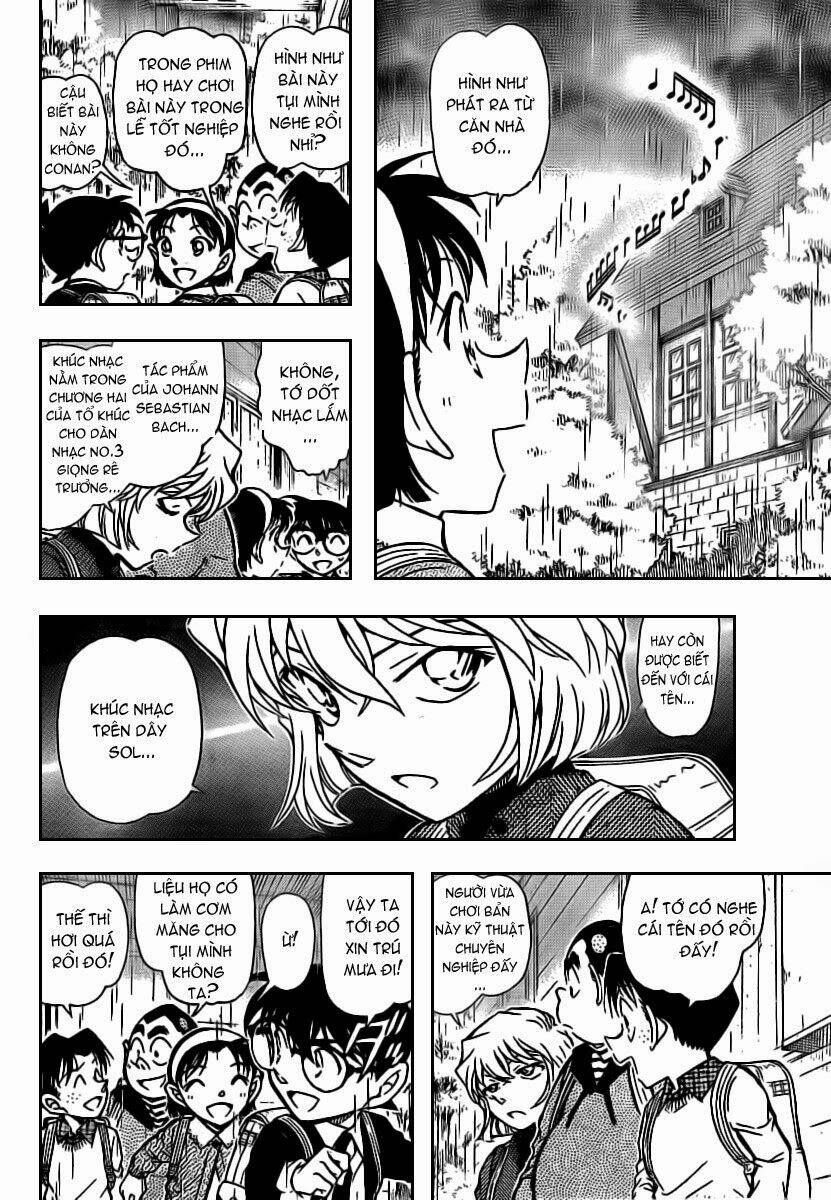 HÌNH NHƯ
PHÁT RA TỪ
CĂN NHÀ
ĐÓ...
HÌNH NHƯ
BÀI NÀY
TỤI MÌNH
NGHE RỒI
NHỈ?
TRONG PHIM
HỌ HAY CHƠI
BÀI NÀY TRONG
LỄ TỐT NGHIỆP
ĐÓ...
CẬU
BIẾT BÀI
NÀY
KHÔNG
CONAN?
KHÔNG,
TỚ DỐT
NHẠC LẮM
...
TÁC PHẨM
CỦA JOHANN
SEBASTIAN
BACH...
KHÚC NHẠC
NẰM TRONG
CHƯƠNG HAI
CỦA TỔ KHÚC
CHO DÀN
NHẠC NO.3
GIỌNG RÊ
TRƯỞNG...
HAY CÒN
ĐƯỢC BIẾT
ĐẾN VỚI CÁI
TÊN...
KHÚC NHẠC
TRÊN DÂY
SOL...
A! TỚ CÓ NGHE
CÁI TÊN ĐÓ RỒI
ĐẤY!
NGƯỜI VỪA
CHƠI BẢN
NÀY KỸ THUẬT
CHUYÊN
NGHIỆP ĐẤY
...
VẬY TA
TỚI ĐÓ
XIN TRÚ
MƯA ĐI!
Ừ!
LIỆU HỌ CÓ
LÀM CƠM
MĂNG CHO
TỤI MÌNH
KHÔNG
TA?
THẾ THÌ
HƠI QUÁ
RỒI ĐÓ!